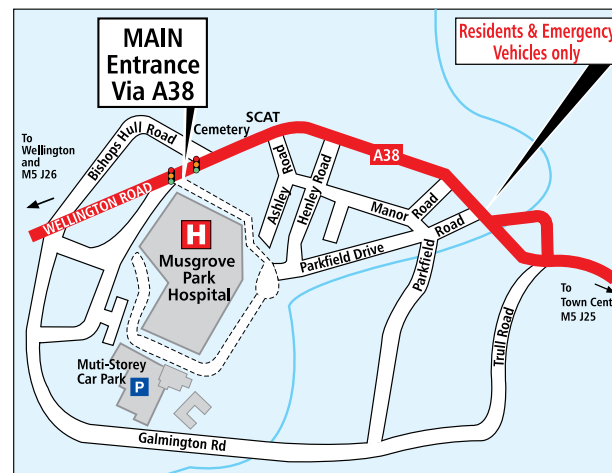 MAIN
Entrance
Via A38
Residents & Emergency
Vehicles only
To
Wellington
and
M5 J26
Bishops Hull Road
Cemetery
SCAT
A38
WELLINGTON ROAD
Ashley Road
Henley Road
Manor Road
Parkfield Road
Parkfield Drive
Parkfield
H
Musgrove
Park
Hospital
To
Town Cent
M5 J25
Trull Road
Muti-Storey
Car Park
P
Galmington Rd